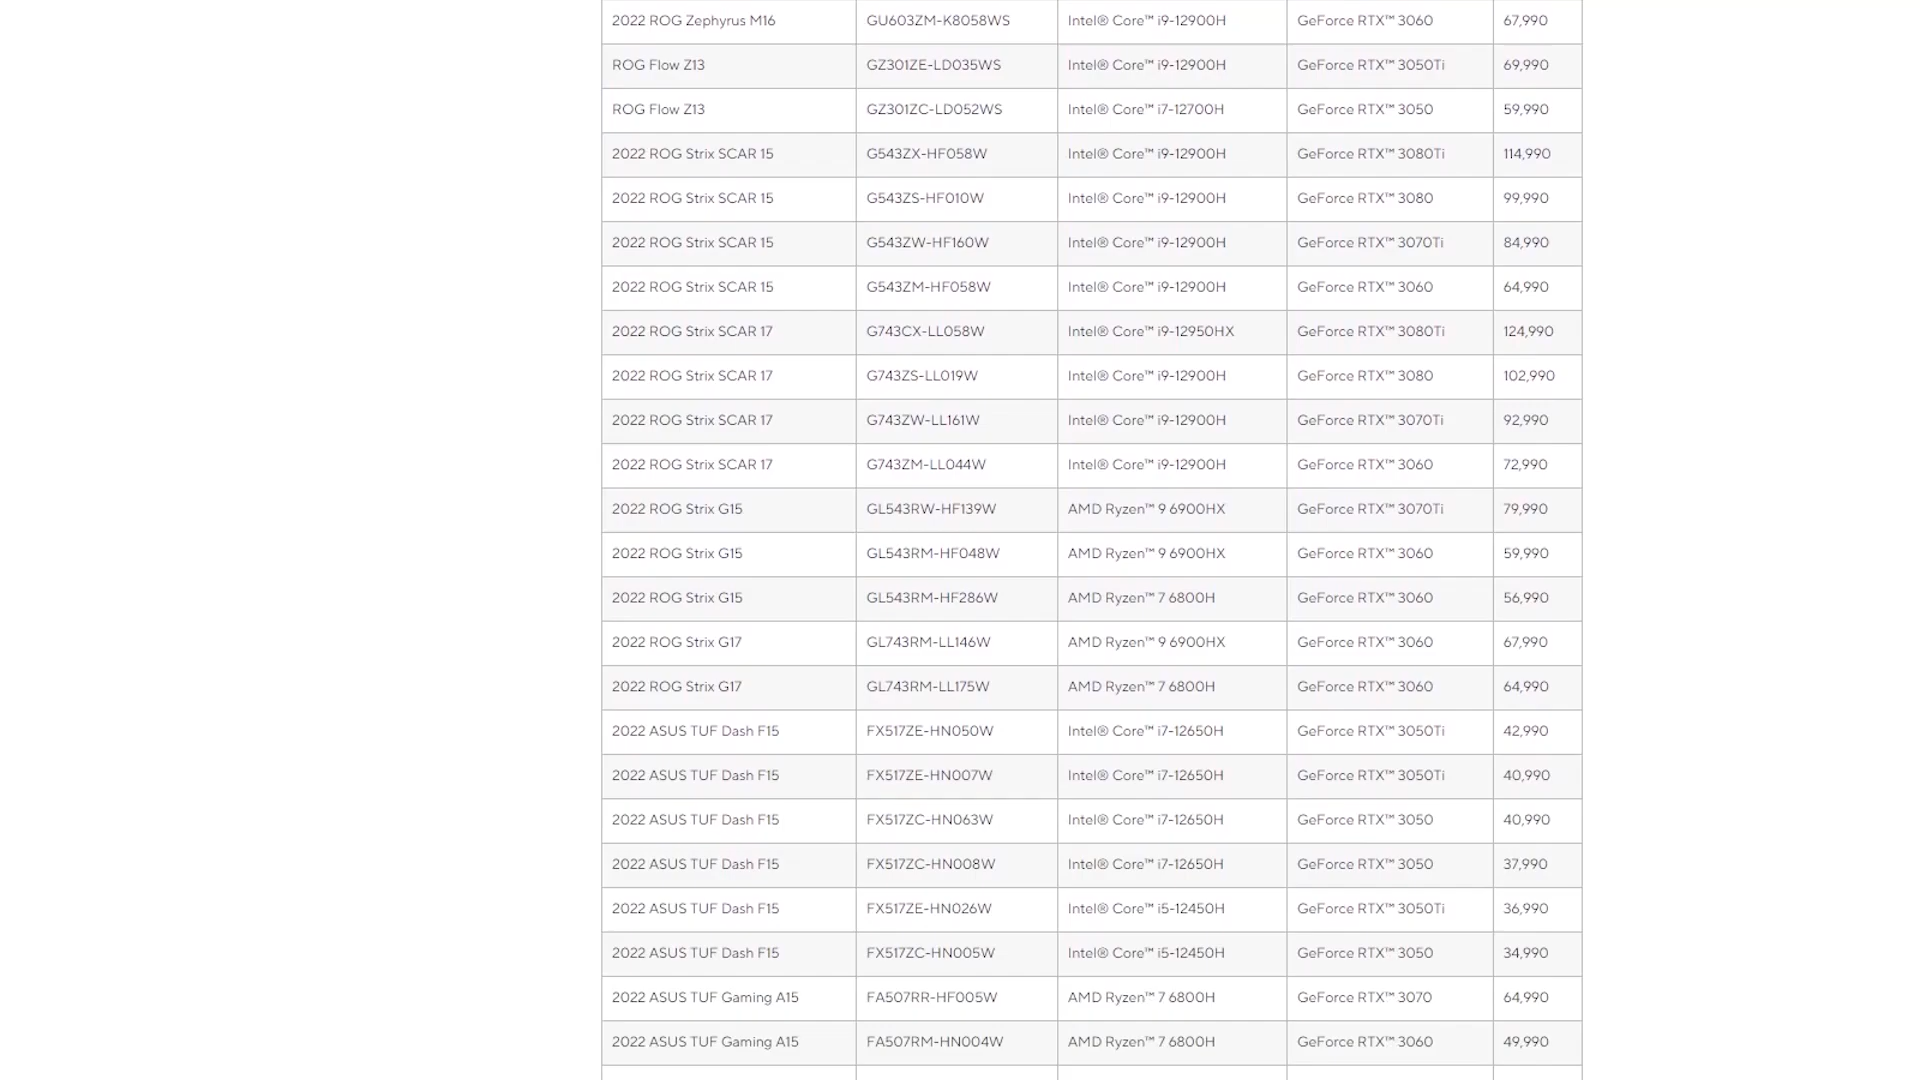 2022 ROG Zephyrus M16 GU603ZM-K8058WS Intel® Core™ i9-12900H GeForce RTX™ 3060 67,990
ROG Flow Z13 GZ301ZE-LD035WS Intel® Core™ i9-12900H GeForce RTX™ 3050Ti 69,990
ROG Flow Z13 GZ301ZC-LD052WS Intel® Core™ i7-12700H GeForce RTX™ 3050 59,990
2022 ROG Strix SCAR 15 G543ZX-HF058W Intel® Core™ i9-12900H GeForce RTX™ 3080Ti 114,990
2022 ROG Strix SCAR 15 G543ZS-HF010W Intel® Core™ i9-12900H GeForce RTX™ 3080 99,990
2022 ROG Strix SCAR 15 G543ZW-HF160W Intel® Core™ i9-12900H GeForce RTX™ 3070Ti 84,990
2022 ROG Strix SCAR 15 G543ZM-HF058W Intel® Core™ i9-12900H GeForce RTX™ 3060 64,990
2022 ROG Strix SCAR 17 G743CX-LL058W Intel® Core™ i9-12950HX GeForce RTX™ 3080Ti 124,990
2022 ROG Strix SCAR 17 G743ZS-LL019W Intel® Core™ i9-12900H GeForce RTX™ 3080 102,990
2022 ROG Strix SCAR 17 G743ZW-LL161W Intel® Core™ i9-12900H GeForce RTX™ 3070Ti 92,990
2022 ROG Strix SCAR 17 G743ZM-LL044W Intel® Core™ i9-12900H GeForce RTX™ 3060 72,990
2022 ROG Strix G15 GL543RW-HF139W AMD Ryzen™ 9 6900HX GeForce RTX™ 3070Ti 79,990
2022 ROG Strix G15 GL543RM-HF048W AMD Ryzen™ 9 6900HX GeForce RTX™ 3060 59,990
2022 ROG Strix G15 GL543RM-HF286W AMD Ryzen™ 7 6800H GeForce RTX™ 3060 56,990
2022 ROG Strix G17 GL743RM-LL146W AMD Ryzen™ 9 6900HX GeForce RTX™ 3060 67,990
2022 ROG Strix G17 GL743RM-LL175W AMD Ryzen™ 7 6800H GeForce RTX™ 3060 64,990
2022 ASUS TUF Dash F15 FX517ZE-HN050W Intel® Core™ i7-12650H GeForce RTX™ 3050Ti 42,990
2022 ASUS TUF Dash F15 FX517ZE-HN007W Intel® Core™ i7-12650H GeForce RTX™ 3050Ti 40,990
2022 ASUS TUF Dash F15 FX517ZC-HN063W Intel® Core™ i7-12650H GeForce RTX™ 3050 40,990
2022 ASUS TUF Dash F15 FX517ZC-HN008W Intel® Core™ i7-12650H GeForce RTX™ 3050 37,990
2022 ASUS TUF Dash F15 FX517ZE-HN026W Intel® Core™ i5-12450H GeForce RTX™ 3050Ti 36,990
2022 ASUS TUF Dash F15 FX517ZC-HN005W Intel® Core™ i5-12450H GeForce RTX™ 3050 34,990
2022 ASUS TUF Gaming A15 FA507RR-HF005W AMD Ryzen™ 7 6800H GeForce RTX™ 3070 64,990
2022 ASUS TUF Gaming A15 FA507RM-HN004W AMD Ryzen™ 7 6800H GeForce RTX™ 3060 49,990